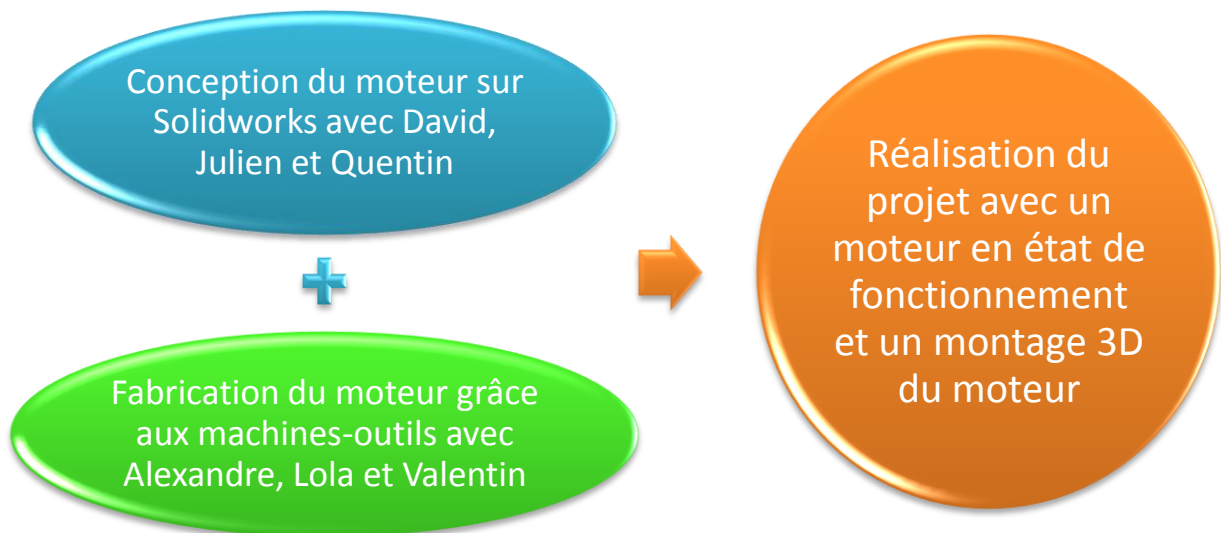 Conception du moteur sur
Solidworks avec David,
Julien et Quentin
Fabrication du moteur grâce
aux machines-outils avec
Alexandre, Lola et Valentin
Réalisation du
projet avec un
moteur en état de
fonctionnement
et un montage 3D
du moteur